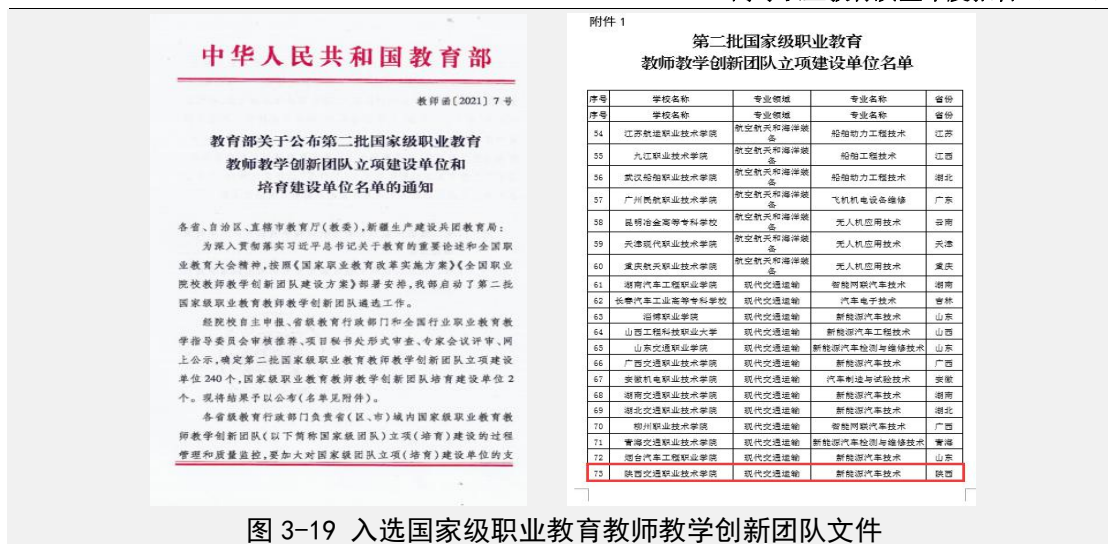 中华人民共和国教育部
教师函〔2021〕7 号
教育部关于公布第二批国家级职业教育
教师教学创新团队立项建设单位和
培育建设单位名单的通知
各省、自治区、直辖市教育厅(教委),新疆生产建设兵团教育局:
为深入贯彻落实习近平总书记关于教育的重要论述和全国职
业教育大会精神,按照《国家职业教育改革实施方案》《全国职业
院校教师教学创新团队建设方案》部署安排,我部启动了第二批
国家级职业教育教师教学创新团队遴选工作。
经院校自主申报、省级教育行政部门和全国行业职业教育教
学指导委员会审核推荐、项目秘书处形式审查、专家会议评审、网
上公示,确定第二批国家级职业教育教师教学创新团队立项建设
单位 240 个,国家级职业教育教师教学创新团队培育建设单位 2
个。现将结果予以公布(名单见附件)。
各省级教育行政部门负责省(区、市)域内国家级职业教育教
师教学创新团队(以下简称国家级团队)立项(培育)建设的过程
管理和质量监控,要加大对国家级团队立项(培育)建设单位的支
附件 1
第二批国家级职业教育
教师教学创新团队立项建设单位名单
序号 学校名称 专业领域 专业名称 省份
序号 学校名称 专业领域 专业名称 省份
54 江苏航运职业技术学院 航空航天和海洋装备 船舶动力工程技术 江苏
55 九江职业技术学院 航空航天和海洋装备 船舶工程技术 江西
56 武汉船舶职业技术学院 航空航天和海洋装备 船舶动力工程技术 湖北
57 广州民航职业技术学院 航空航天和海洋装备 飞机机电设备维修 广东
58 昆明冶金高等专科学校 航空航天和海洋装备 无人机应用技术 云南
59 天津现代职业技术学院 航空航天和海洋装备 无人机应用技术 天津
60 重庆航天职业技术学院 航空航天和海洋装备 无人机应用技术 重庆
61 湖南汽车工程职业学院 现代交通运输 智能网联汽车技术 湖南
62 长春汽车工业高等专科学校 现代交通运输 汽车电子技术 吉林
63 淄博职业学院 现代交通运输 新能源汽车技术 山东
64 山西工程科技职业大学 现代交通运输 新能源汽车工程技术 山西
65 山东交通职业学院 现代交通运输 新能源汽车检测与维修技术 山东
66 广西交通职业技术学院 现代交通运输 新能源汽车技术 广西
67 安徽机电职业技术学院 现代交通运输 汽车制造与试验技术 安徽
68 湖南交通职业技术学院 现代交通运输 新能源汽车技术 湖南
69 湖北交通职业技术学院 现代交通运输 新能源汽车技术 湖北
70 柳州职业技术学院 现代交通运输 智能网联汽车技术 广西
71 青海交通职业技术学院 现代交通运输 新能源汽车检测与维修技术 青海
72 烟台汽车工程职业学院 现代交通运输 新能源汽车技术 山东
73 陕西交通职业技术学院 现代交通运输 新能源汽车技术 陕西
图 3-19 入选国家级职业教育教师教学创新团队文件